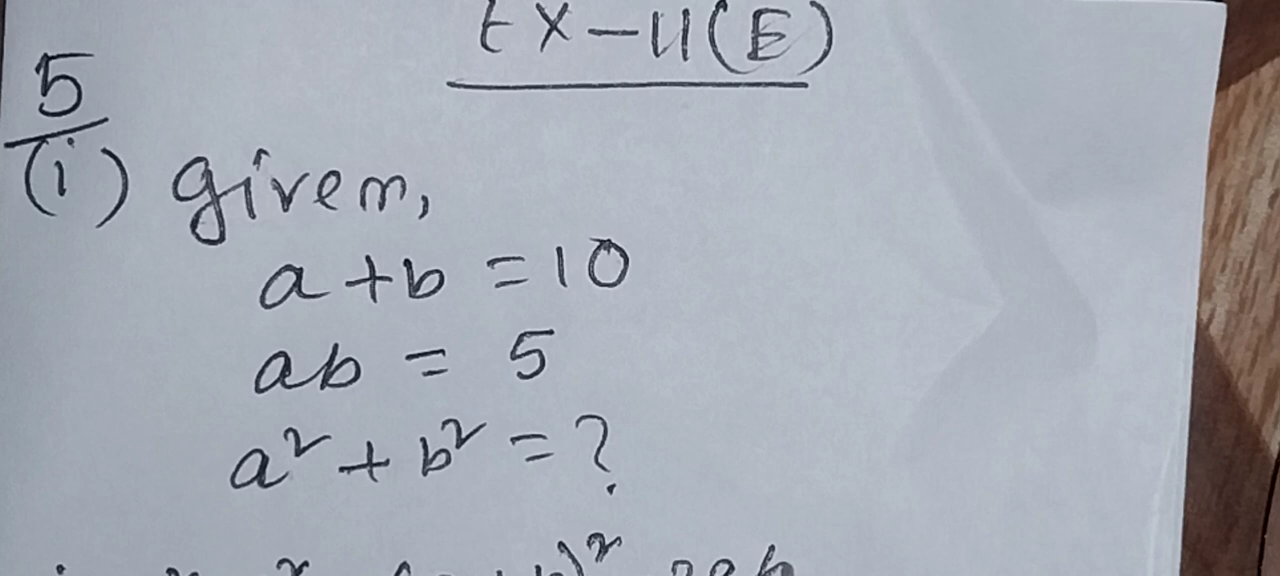 Ex-11(E)
5
(i) given,
a+b = 10
ab = 5
a²+b² = ?